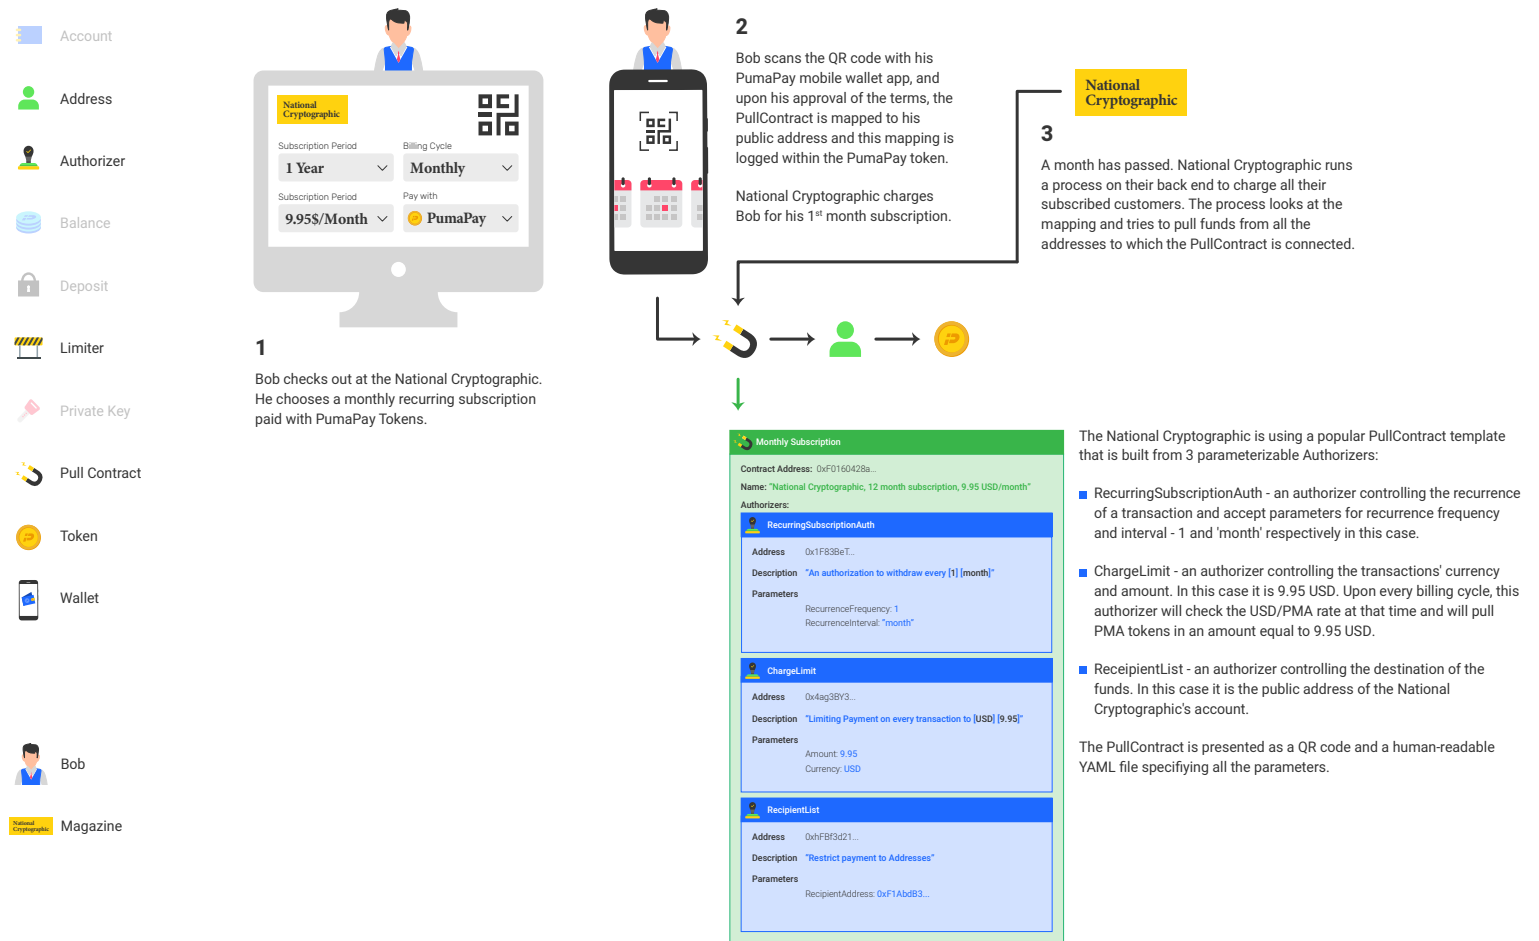 Account
Address
Authorizer
Balance
Deposit
Limiter
Private Key
Pull Contract
Token
Wallet
Bob
National
Cryptographic
Magazine
National
Cryptographic
Subscription Period
Billing Cycle
1 Year
Monthly
Subscription Period
Pay with
9.95$/Month
PumaPay
1
Bob checks out at the National Cryptographic.
He chooses a monthly recurring subscription
paid with PumaPay Tokens.
2
Bob scans the QR code with his
PumaPay mobile wallet app, and
upon his approval of the terms, the
PullContract is mapped to his
public address and this mapping is
logged within the PumaPay token.
National Cryptographic charges
Bob for his 1st month subscription.
National
Cryptographic
3
A month has passed. National Cryptographic runs
a process on their back end to charge all their
subscribed customers. The process looks at the
mapping and tries to pull funds from all the
addresses to which the PullContract is connected.
Monthly Subscription
Contract Address: 0xF0160428a...
Name: "National Cryptographic, 12 month subscription, 9.95 USD/month"
Authorizers:
RecurringSubscriptionAuth
Address 0x1F83BeT...
Description "An authorization to withdraw every [1] [month]"
Parameters
RecurrenceFrequency: 1
RecurrenceInterval: "month"
ChargeLimit
Address 0x4ag3BY3...
Description "Limiting Payment on every transaction to [USD] [9.95]"
Parameters
Amount: 9.95
Currency: USD
RecipientList
Address 0xhFBf3d21...
Description "Restrict payment to Addresses"
Parameters
RecipientAddress: 0xF1AbdB3...
The National Cryptographic is using a popular PullContract template
that is built from 3 parameterizable Authorizers:
RecurringSubscriptionAuth - an authorizer controlling the recurrence
of a transaction and accept parameters for recurrence frequency
and interval - 1 and 'month' respectively in this case.
ChargeLimit - an authorizer controlling the transactions' currency
and amount. In this case it is 9.95 USD. Upon every billing cycle, this
authorizer will check the USD/PMA rate at that time and will pull
PMA tokens in an amount equal to 9.95 USD.
ReceipientList - an authorizer controlling the destination of the
funds. In this case it is the public address of the National
Cryptographic's account.
The PullContract is presented as a QR code and a human-readable
YAML file specifiying all the parameters.